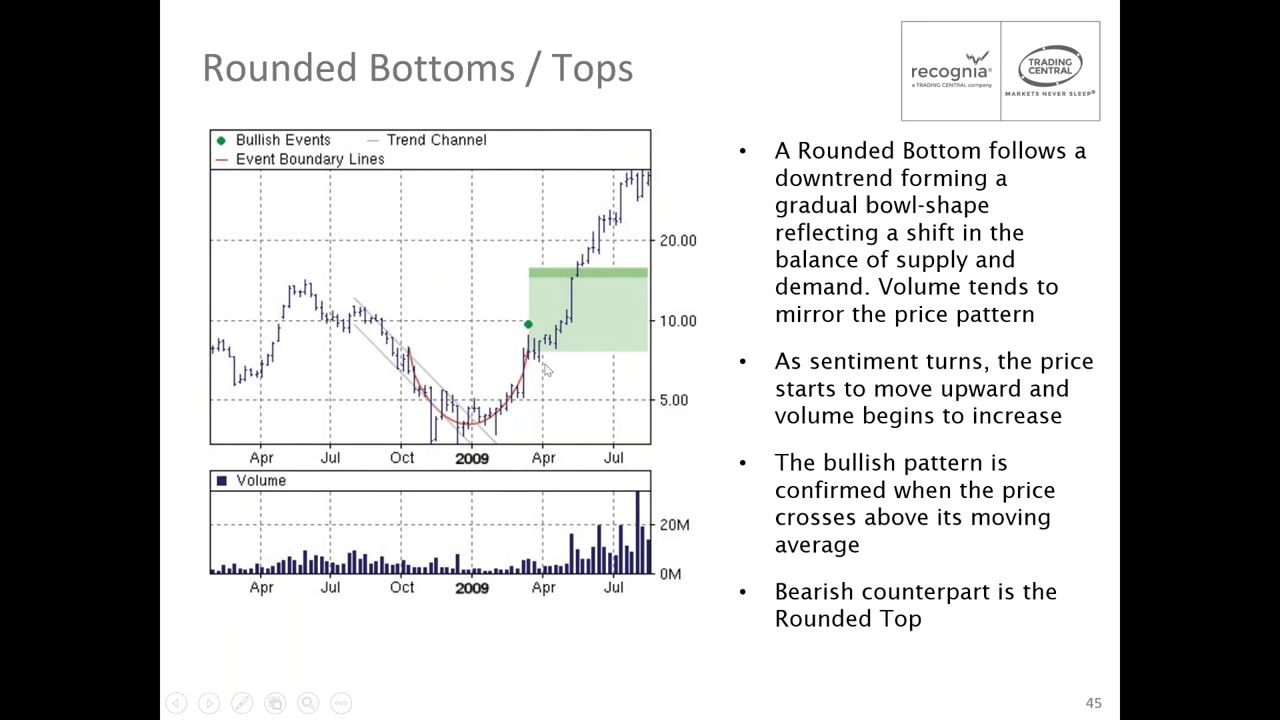 Rounded Bottoms / Tops
recognia®
a TRADING CENTRAL company
TRADING
CENTRAL
MARKETS NEVER SLEEP®
Bullish Events
Trend Channel
Event Boundary Lines
20.00
10.00
5.00
Apr Jul Oct 2009 Apr Jul
Volume
20M
0M
Apr Jul Oct 2009 Apr Jul
• A Rounded Bottom follows a
downtrend forming a
gradual bowl-shape
reflecting a shift in the
balance of supply and
demand. Volume tends to
mirror the price pattern
• As sentiment turns, the price
starts to move upward and
volume begins to increase
• The bullish pattern is
confirmed when the price
crosses above its moving
average
• Bearish counterpart is the
Rounded Top
45